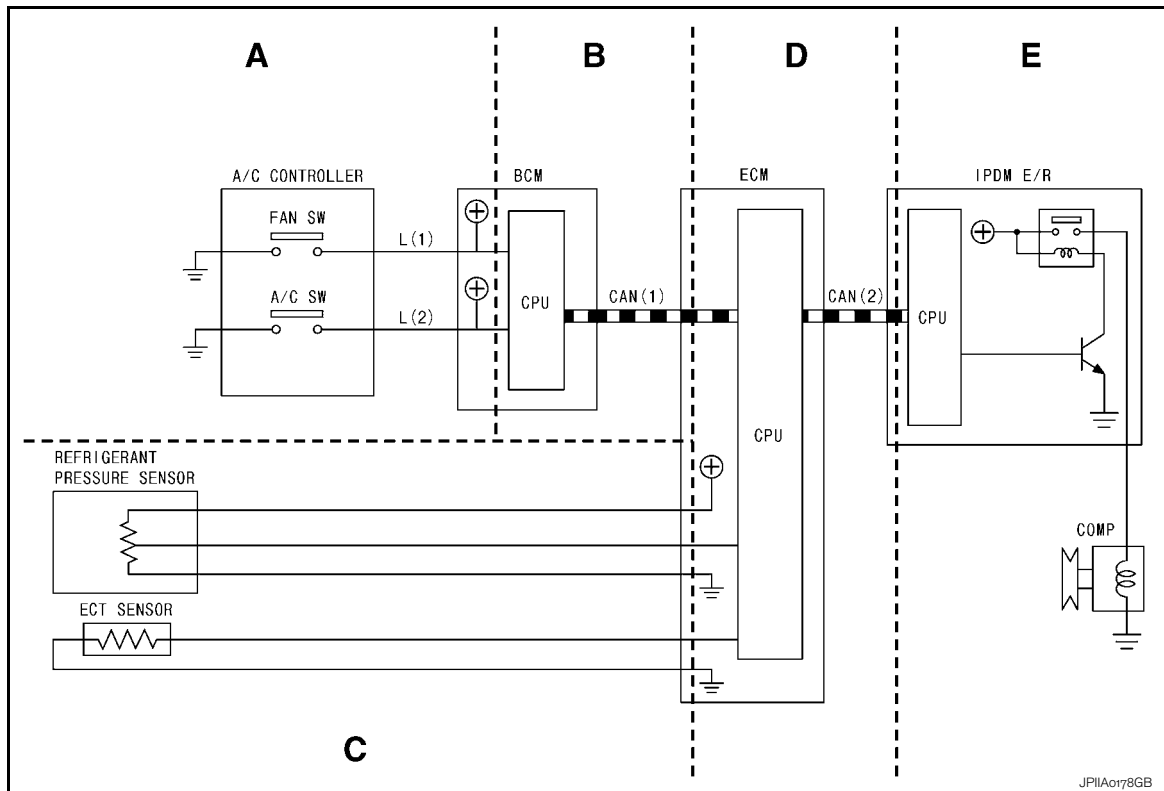 A B D E
A/C CONTROLLER BCM ECM IPDM E/R
FAN SW
L(1)
A/C SW
L(2)
CPU
CAN(1)
CAN(2)
CPU
CPU
REFRIGERANT
PRESSURE SENSOR
COMP
ECT SENSOR
C
JPIIA0178GB